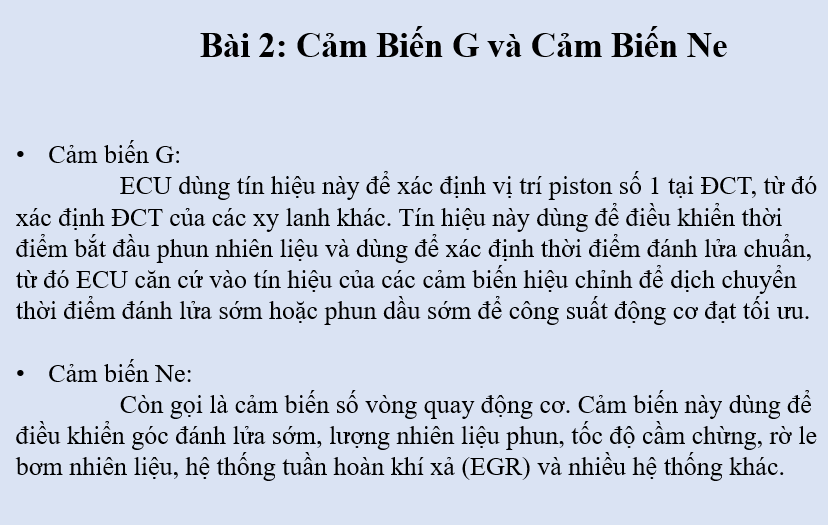 Bài 2: Cảm Biến G và Cảm Biến Ne
• Cảm biến G:
ECU dùng tín hiệu này để xác định vị trí piston số 1 tại ĐCT, từ đó
xác định ĐCT của các xy lanh khác. Tín hiệu này dùng để điều khiển thời
điểm bắt đầu phun nhiên liệu và dùng để xác định thời điểm đánh lửa chuẩn,
từ đó ECU căn cứ vào tín hiệu của các cảm biến hiệu chỉnh để dịch chuyển
thời điểm đánh lửa sớm hoặc phun dầu sớm để công suất động cơ đạt tối ưu.
• Cảm biến Ne:
Còn gọi là cảm biến số vòng quay động cơ. Cảm biến này dùng để
điều khiển góc đánh lửa sớm, lượng nhiên liệu phun, tốc độ cầm chừng, rờ le
bơm nhiên liệu, hệ thống tuần hoàn khí xả (EGR) và nhiều hệ thống khác.